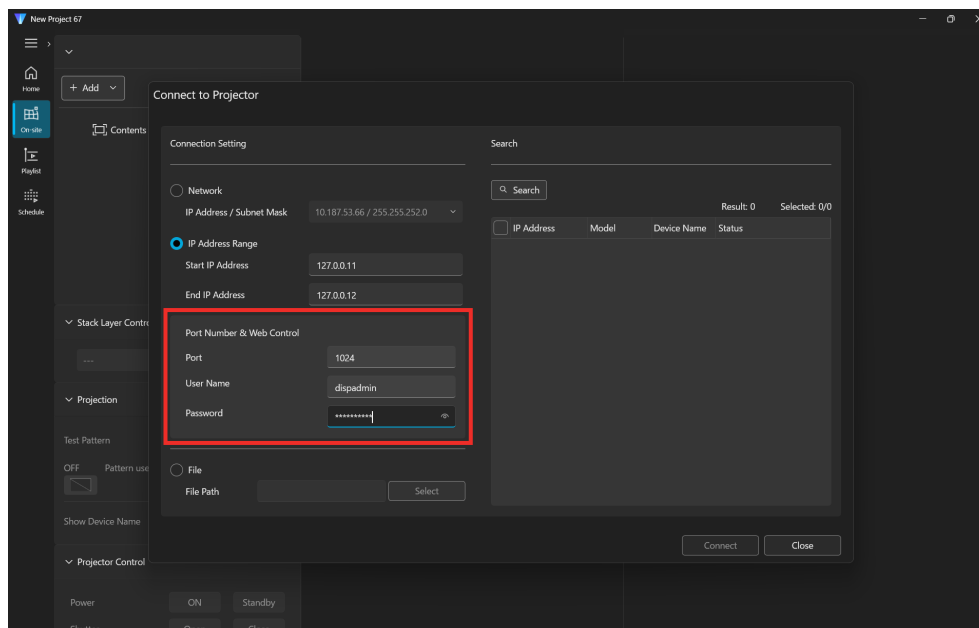 New Project 67
Home
On-site
Playlist
Schedule
+ Add
Contents
Stack Layer Contro
---
Projection
Test Pattern
OFF Pattern use
Show Device Name
Projector Control
Power ON Standby
Connect to Projector
Connection Setting
Network
IP Address / Subnet Mask 10.187.53.66 / 255.255.252.0
IP Address Range
Start IP Address 127.0.0.11
End IP Address 127.0.0.12
Port Number & Web Control
Port 1024
User Name dispadmin
Password **********
File
File Path Select
Search
Search
Result: 0 Selected: 0/0
IP Address Model Device Name Status
Connect Close